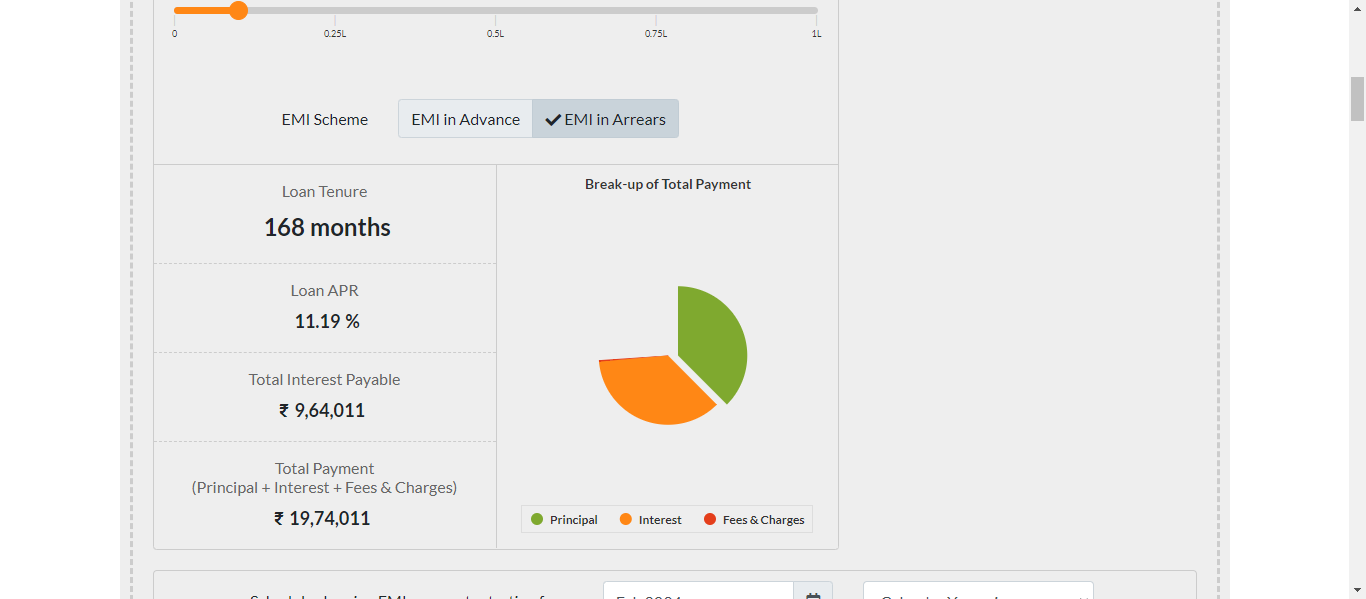 0 0.25L 0.5L 0.75L 1L
EMI Scheme EMI in Advance EMI in Arrears
Loan Tenure
168 months
Loan APR
11.19 %
Total Interest Payable
₹ 9,64,011
Total Payment
(Principal + Interest + Fees & Charges)
₹ 19,74,011
Break-up of Total Payment
Principal Interest Fees & Charges